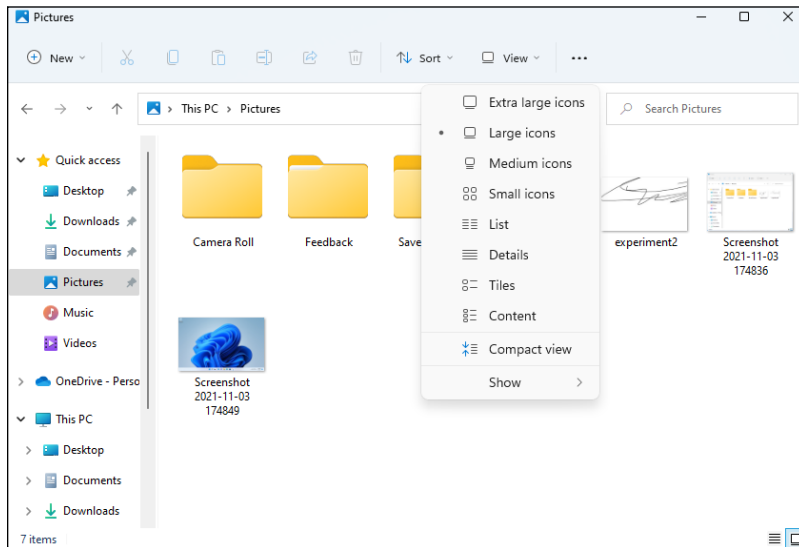 Pictures
New
Sort
View
This PC
Pictures
Search Pictures
Quick access
Desktop
Downloads
Documents
Pictures
Music
Videos
OneDrive - Perso
This PC
Desktop
Documents
Downloads
Camera Roll
Feedback
Save
experiment2
Screenshot
2021-11-03
174836
Screenshot
2021-11-03
174849
Extra large icons
Large icons
Medium icons
Small icons
List
Details
Tiles
Content
Compact view
Show
7 items